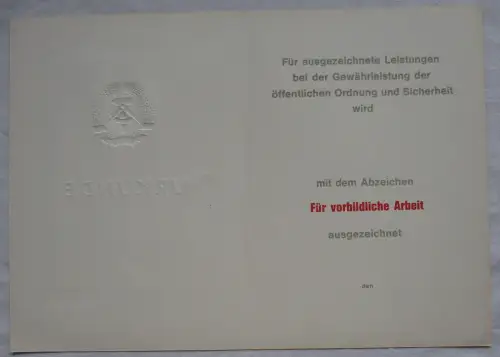 URKUNDE
Für ausgezeichnete Leistungen
bei der Gewährleistung der
öffentlichen Ordnung und Sicherheit
wird
mit dem Abzeichen
Für vorbildliche Arbeit
ausgezeichnet
den